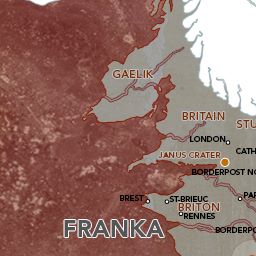 GAELIK
BRITAIN
STU
LONDON
CATH
JANUS CRATER
BORDERPOST NO
BREST
ST-BRIEUC
PAR
BRITON
RENNES
FRANKA
BORDERPO